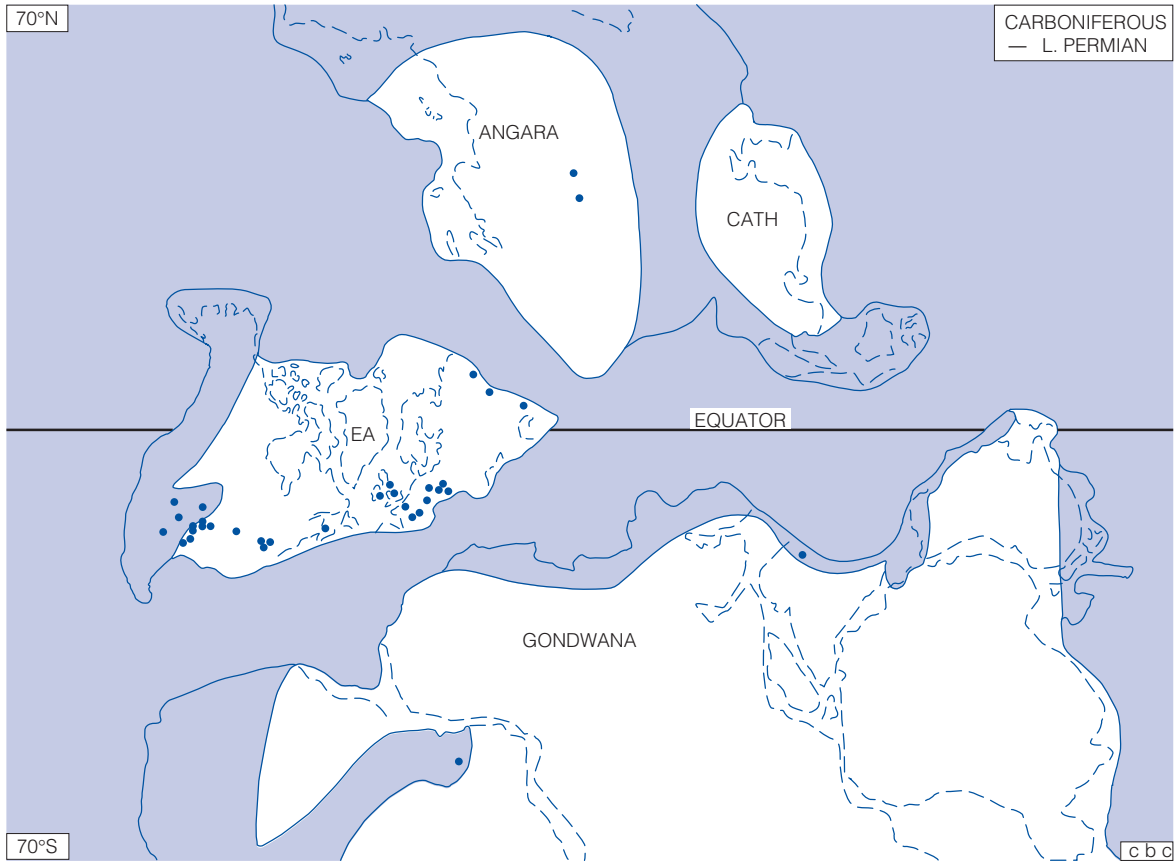 70°N
CARBONIFEROUS
— L. PERMIAN
ANGARA
CATH
EQUATOR
EA
GONDWANA
70°S
c b c